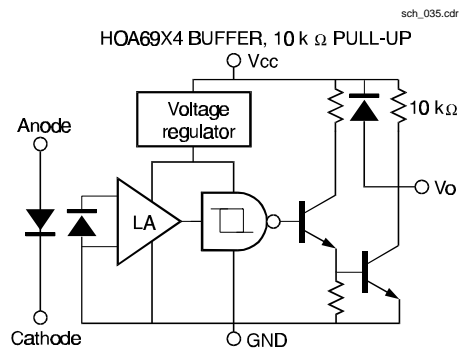 sch_035.cdr
HOA69X4 BUFFER, 10 k Ω PULL-UP
Vcc
Voltage
regulator
10 kΩ
Anode
Vo
LA
Cathode
GND